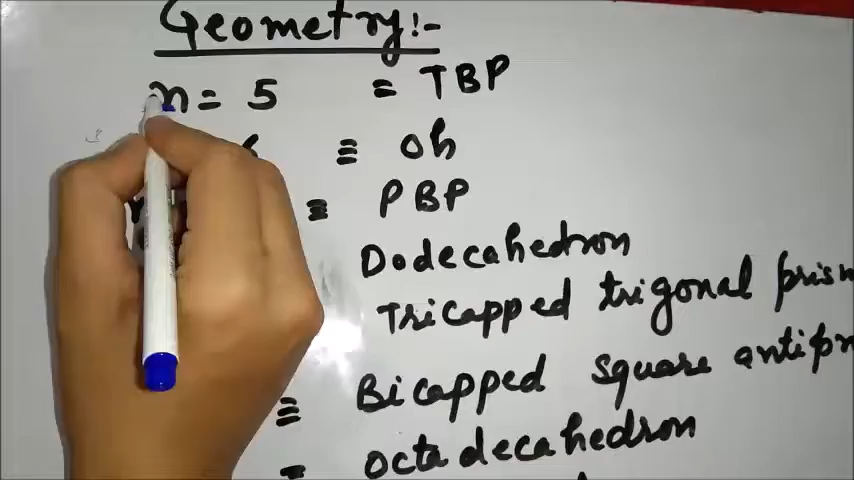 Geometry:-
n = 5 = TBP
≡ Oh
≡ PBP
Dodecahedron
Tricapped trigonal prism
≡ Bicapped square antipr
= Octadecahedron